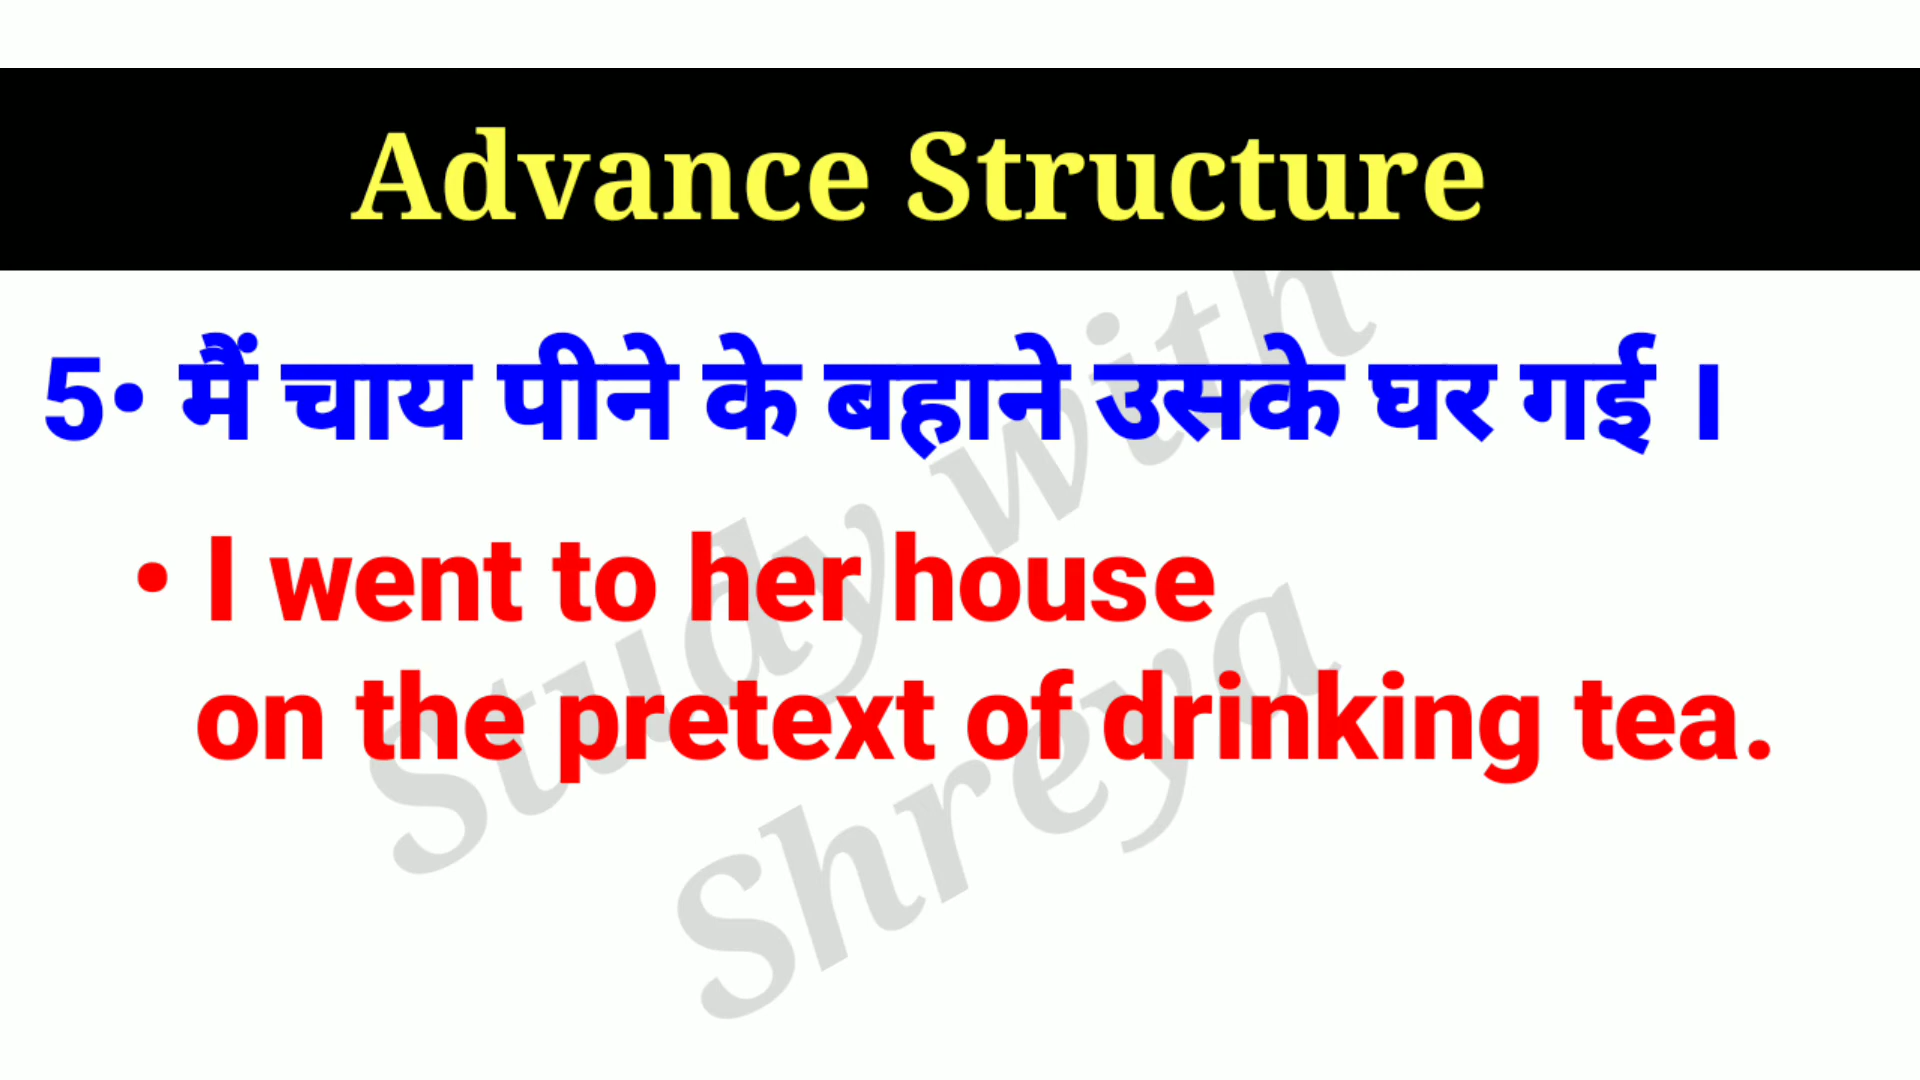 Advance Structure
5• मैं चाय पीने के बहाने उसके घर गई ।
• I went to her house
on the pretext of drinking tea.
Study with
Shreya